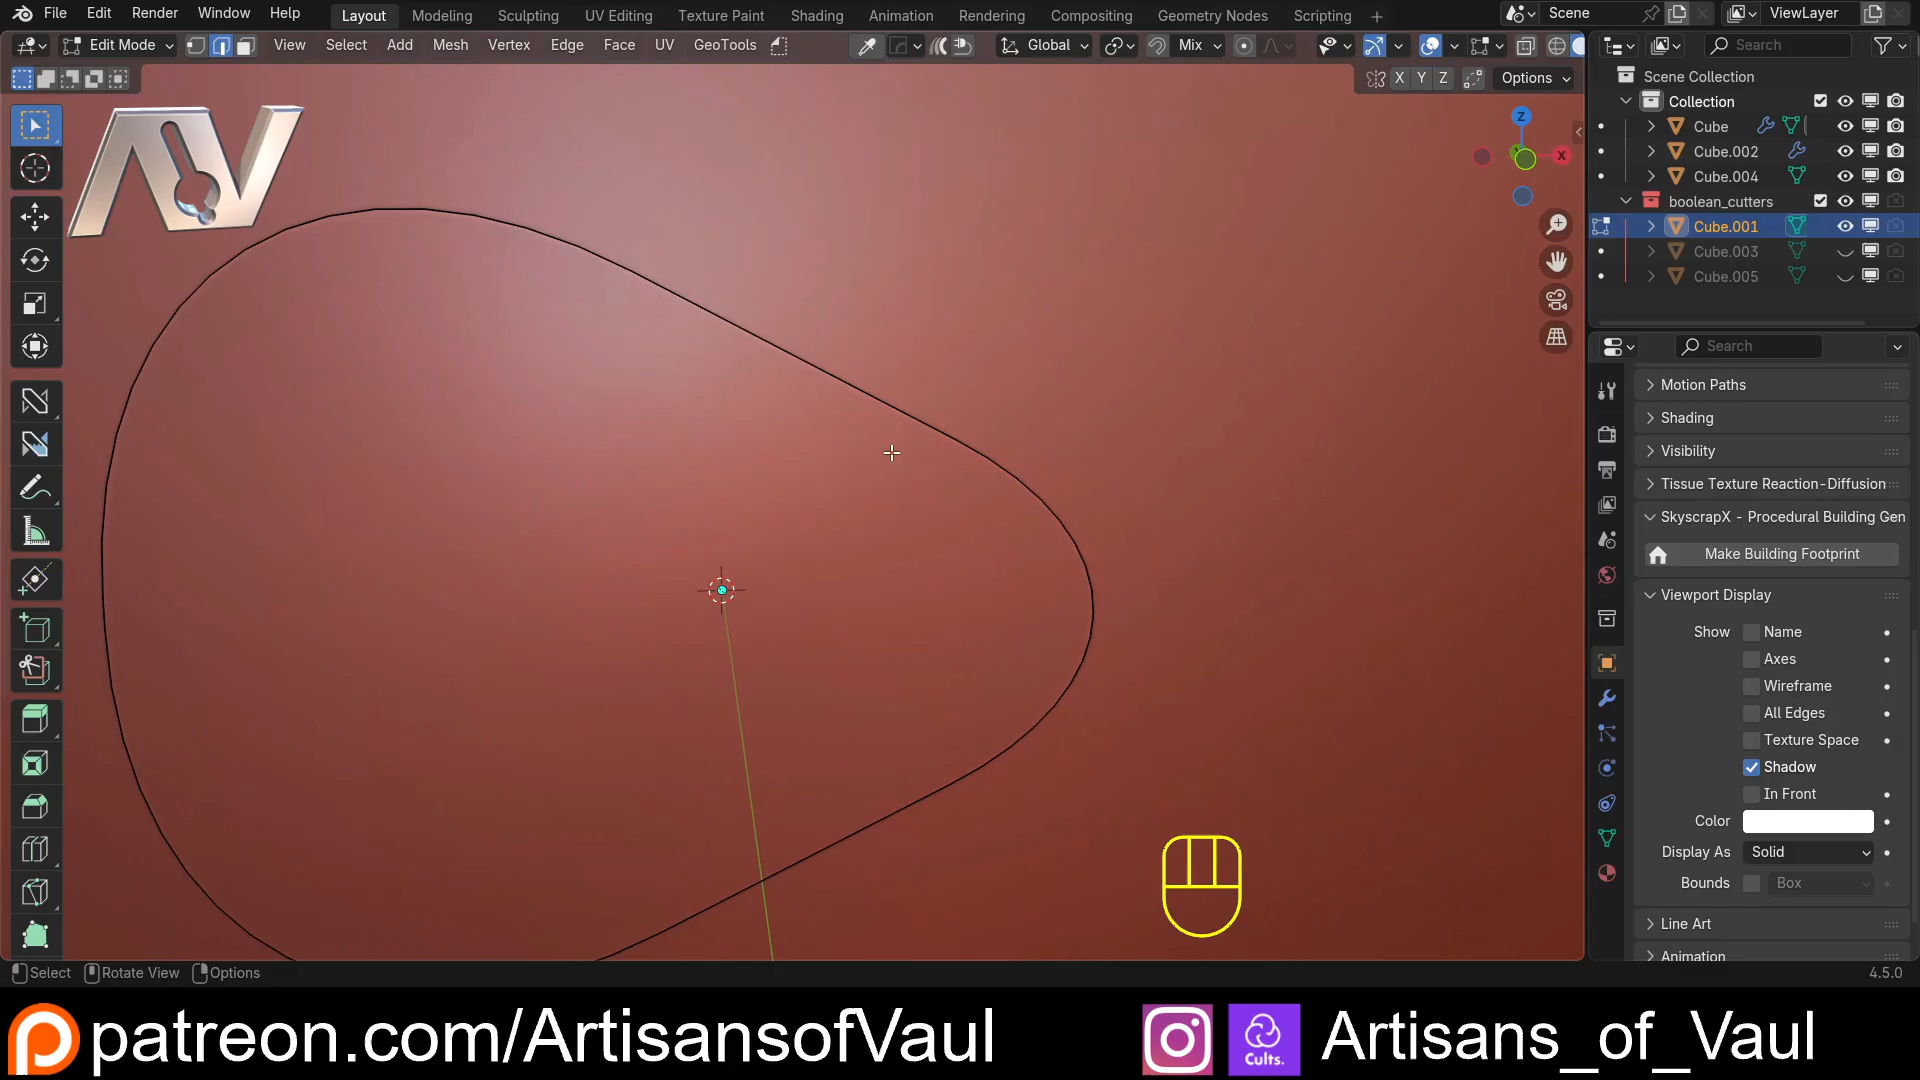 File Edit Render Window Help Layout Modeling Sculpting UV Editing Texture Paint Shading Animation Rendering Compositing Geometry Nodes Scripting + Scene ViewLayer
Edit Mode View Select Add Mesh Vertex Edge Face UV GeoTools Global Mix Search
X Y Z Options
Scene Collection
Collection
Cube
Cube.002
Cube.004
boolean_cutters
Cube.001
Cube.003
Cube.005
Z
X
Search
Motion Paths
Shading
Visibility
Tissue Texture Reaction-Diffusion
SkyscrapX - Procedural Building Gen
Make Building Footprint
Viewport Display
Show Name
Axes
Wireframe
All Edges
Texture Space
Shadow
In Front
Color
Display As Solid
Bounds Box
Line Art
Animation
Select Rotate View Options 4.5.0
patreon.com/ArtisansofVaul Cults. Artisans_of_Vaul